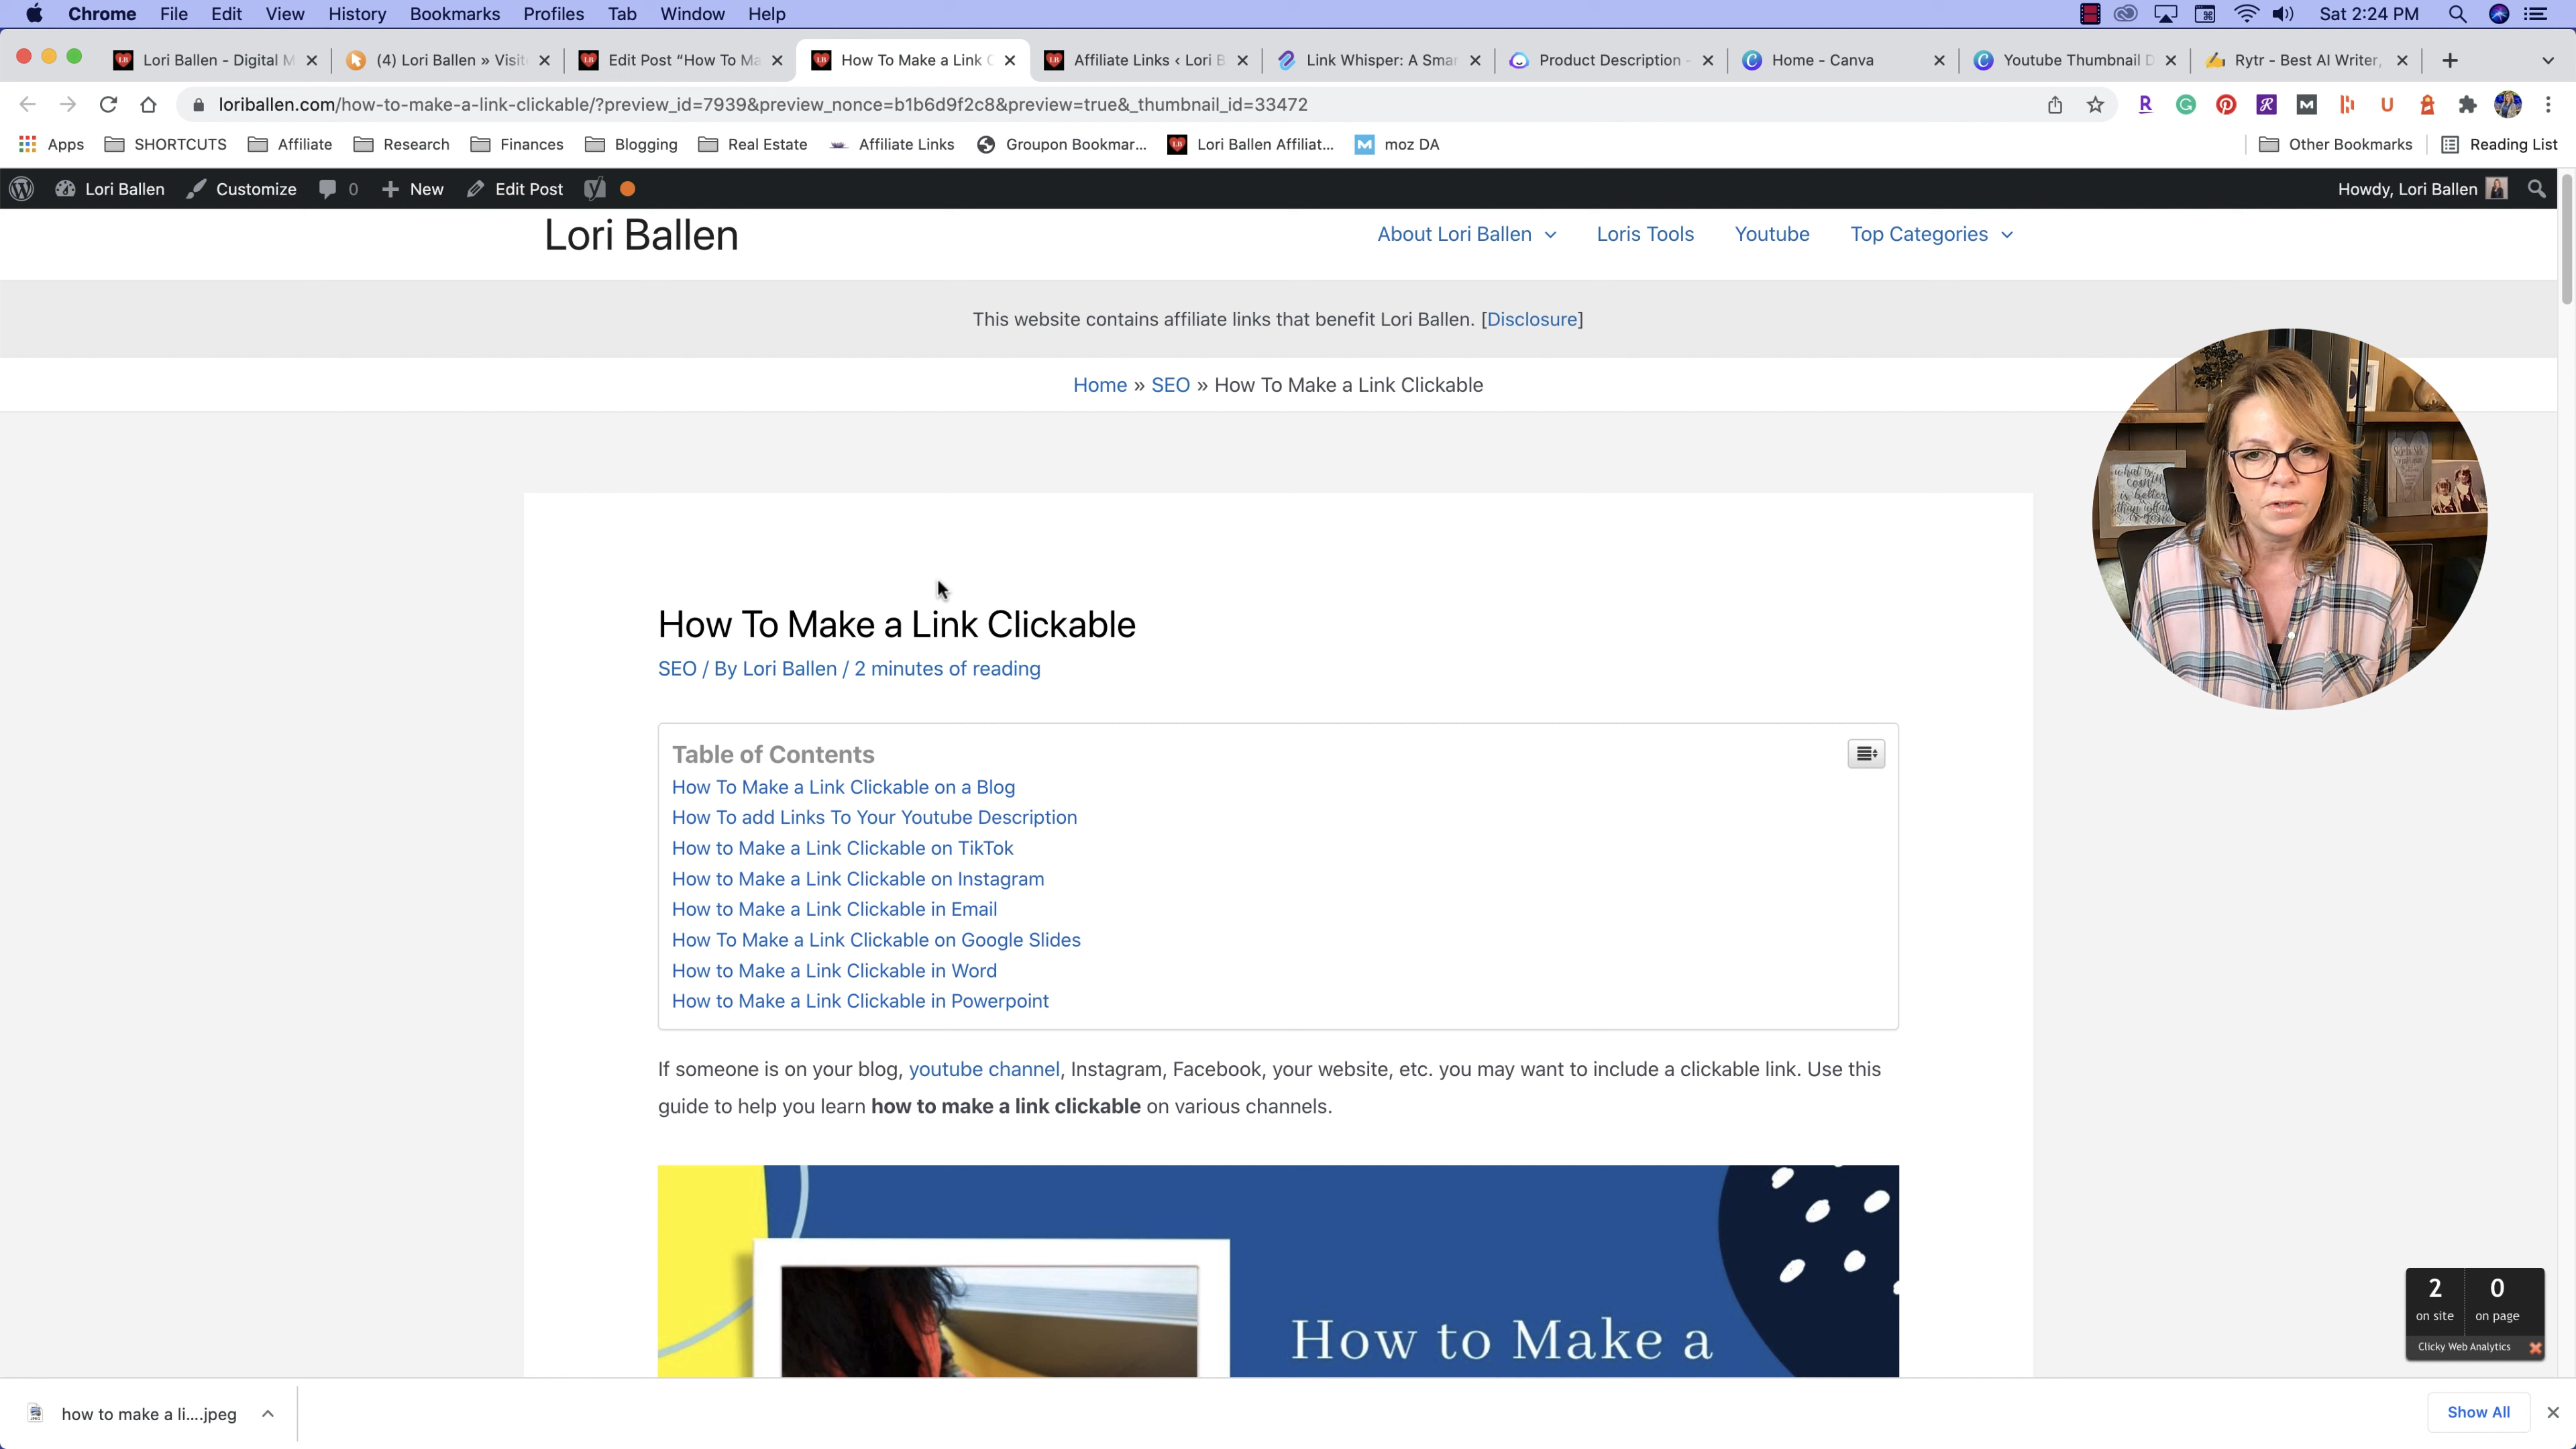 Chrome File Edit View History Bookmarks Profiles Tab Window Help Sat 2:24 PM
Lori Ballen - Digital M (4) Lori Ballen » Visit Edit Post “How To Ma How To Make a Link C Affiliate Links ‹ Lori B Link Whisper: A Smar Product Description - Home - Canva Youtube Thumbnail D Rytr - Best AI Writer,
loriballen.com/how-to-make-a-link-clickable/?preview_id=7939&preview_nonce=b1b6d9f2c8&preview=true&_thumbnail_id=33472
Apps SHORTCUTS Affiliate Research Finances Blogging Real Estate Affiliate Links Groupon Bookmar... Lori Ballen Affiliat... moz DA Other Bookmarks Reading List
Lori Ballen Customize 0 New Edit Post Howdy, Lori Ballen
Lori Ballen About Lori Ballen Loris Tools Youtube Top Categories
This website contains affiliate links that benefit Lori Ballen. [Disclosure]
Home » SEO » How To Make a Link Clickable
How To Make a Link Clickable
SEO / By Lori Ballen / 2 minutes of reading
Table of Contents
How To Make a Link Clickable on a Blog
How To add Links To Your Youtube Description
How to Make a Link Clickable on TikTok
How to Make a Link Clickable on Instagram
How to Make a Link Clickable in Email
How To Make a Link Clickable on Google Slides
How to Make a Link Clickable in Word
How to Make a Link Clickable in Powerpoint
If someone is on your blog, youtube channel, Instagram, Facebook, your website, etc. you may want to include a clickable link. Use this
guide to help you learn how to make a link clickable on various channels.
How to Make a
2 0
on site on page
Clicky Web Analytics
how to make a li....jpeg Show All